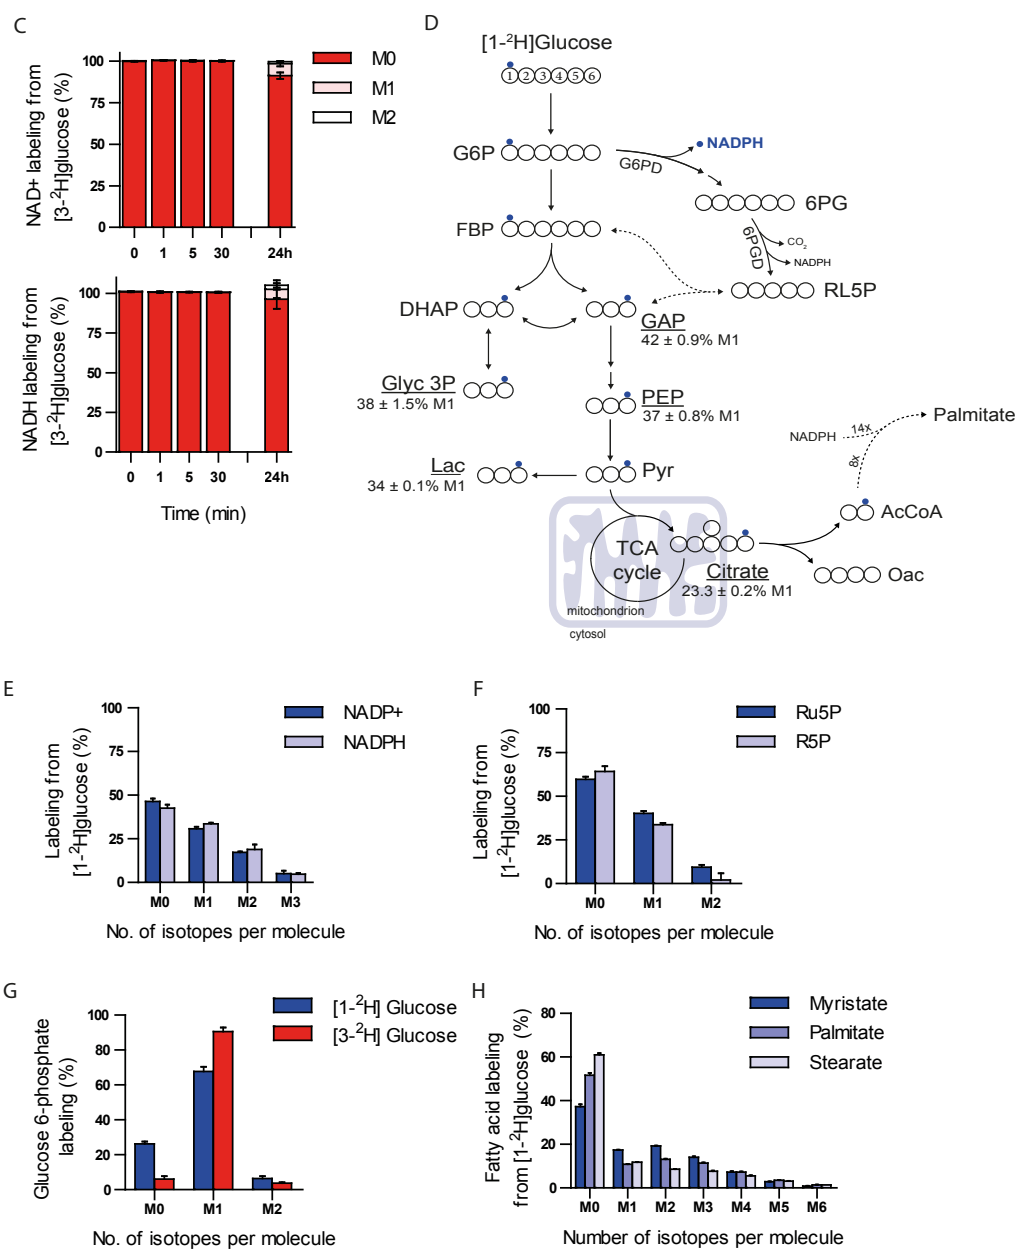 C
NAD+ labeling from
[3-²H]glucose (%)
100
75
50
25
0
0 1 5 30 24h
M0
M1
M2
NADH labeling from
[3-²H]glucose (%)
100
75
50
25
0
0 1 5 30 24h
Time (min)
D
[1-²H]Glucose
1 2 3 4 5 6
G6P
NADPH
G6PD
6PG
FBP
6PGD
CO₂
NADPH
RL5P
DHAP
GAP
42 ± 0.9% M1
Glyc 3P
38 ± 1.5% M1
PEP
37 ± 0.8% M1
Palmitate
NADPH
14x
8x
Lac
34 ± 0.1% M1
Pyr
AcCoA
TCA
cycle
Citrate
23.3 ± 0.2% M1
Oac
mitochondrion
cytosol
E
Labeling from
[1-²H]glucose (%)
100
75
50
25
0
NADP+
NADPH
M0 M1 M2 M3
No. of isotopes per molecule
F
Labeling from
[1-²H]glucose (%)
100
75
50
25
0
Ru5P
R5P
M0 M1 M2
No. of isotopes per molecule
G
Glucose 6-phosphate
labeling (%)
100
80
60
40
20
0
[1-²H] Glucose
[3-²H] Glucose
M0 M1 M2
No. of isotopes per molecule
H
Fatty acid labeling
from [1-²H]glucose (%)
80
60
40
20
0
Myristate
Palmitate
Stearate
M0 M1 M2 M3 M4 M5 M6
Number of isotopes per molecule